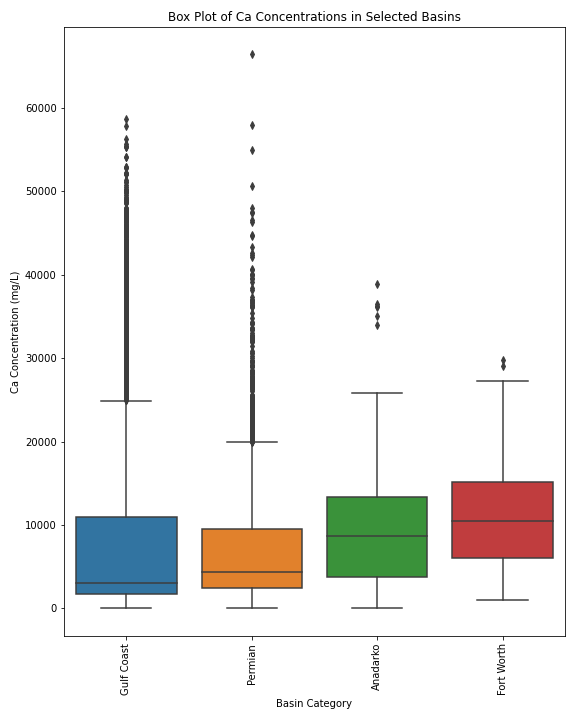 Box Plot of Ca Concentrations in Selected Basins
60000
50000
40000
30000
20000
10000
0
Ca Concentration (mg/L)
Gulf Coast
Permian
Anadarko
Fort Worth
Basin Category